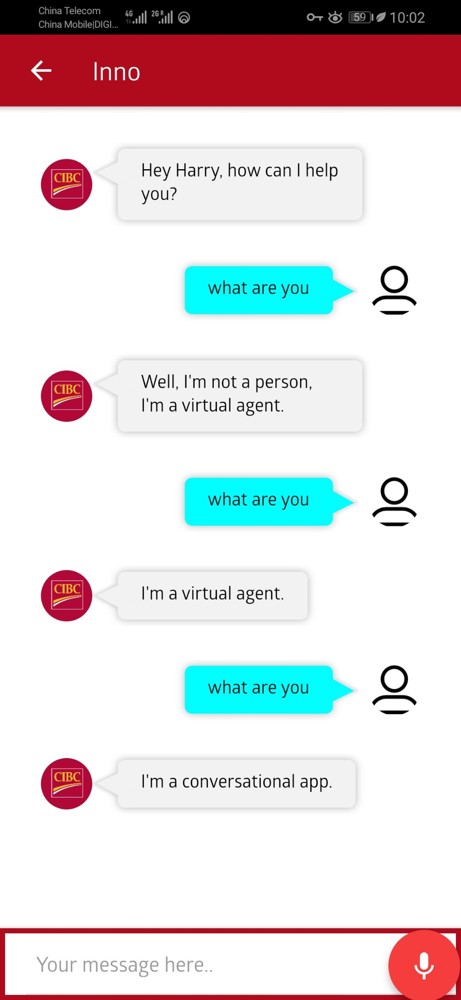 China Telecom
China Mobile|DIGI...
4G
2G R
59
10:02
Inno
CIBC
Hey Harry, how can I help
you?
what are you
CIBC
Well, I'm not a person,
I'm a virtual agent.
what are you
CIBC
I'm a virtual agent.
what are you
CIBC
I'm a conversational app.
Your message here..